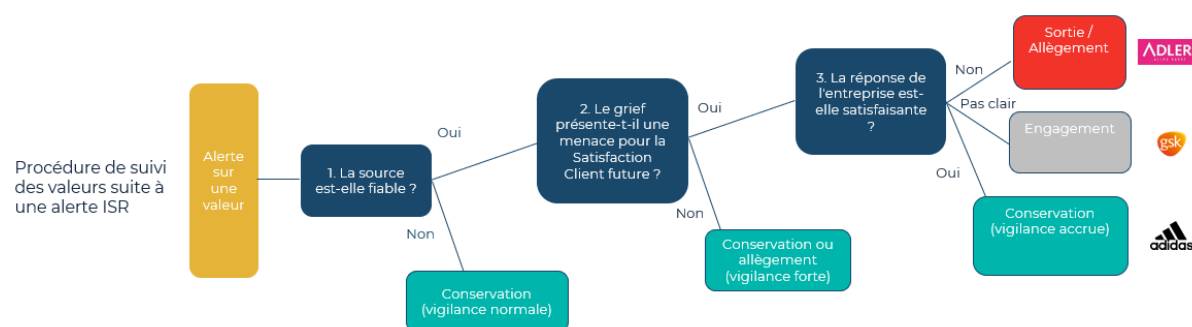 Procédure de suivi
des valeurs suite à
une alerte ISR
Alerte
sur
une
valeur
1. La source
est-elle fiable ?
Oui
Non
Conservation
(vigilance normale)
2. Le grief
présente-t-il une
menace pour la
Satisfaction
Client future ?
Oui
Non
Conservation ou
allègement
(vigilance forte)
3. La réponse de
l'entreprise est-
elle satisfaisante
?
Non
Sortie /
Allègement
ADLER
Pas clair
Engagement
gsk
Oui
Conservation
(vigilance accrue)
adidas